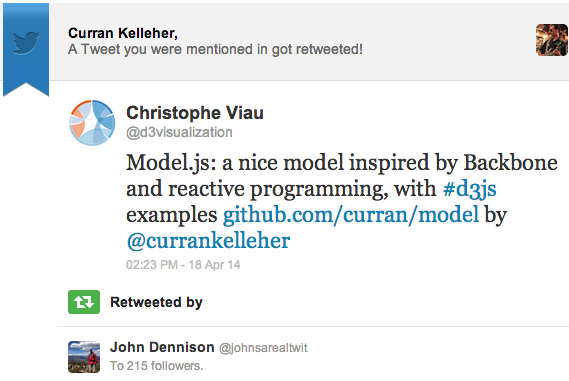 Curran Kelleher,
A Tweet you were mentioned in got retweeted!
Christophe Viau
@d3visualization
Model.js: a nice model inspired by Backbone
and reactive programming, with #d3js
examples github.com/curran/model by
@currankelleher
02:23 PM - 18 Apr 14
Retweeted by
John Dennison @johnsarealtwit
To 215 followers.